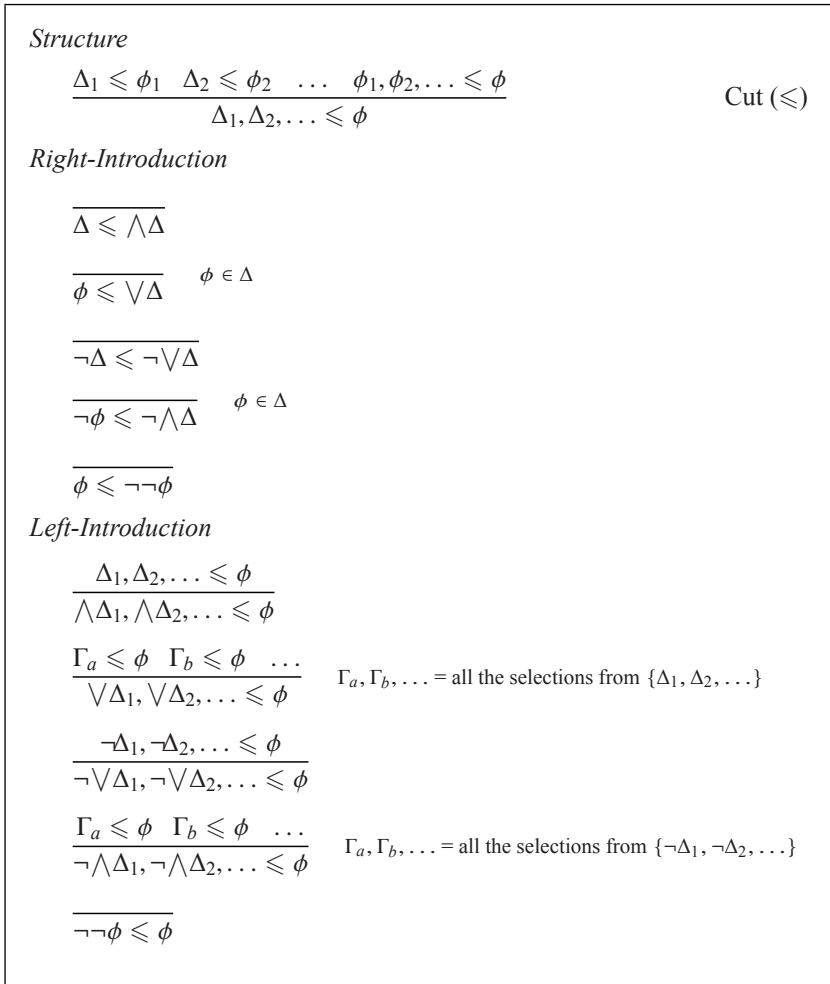 Structure
Δ₁ ⩽ ϕ₁ Δ₂ ⩽ ϕ₂ … ϕ₁, ϕ₂, … ⩽ ϕ
Δ₁, Δ₂, … ⩽ ϕ Cut (⩽)
Right-Introduction
Δ ⩽ ⋀Δ
ϕ ⩽ ⋁Δ ϕ ∈ Δ
¬Δ ⩽ ¬⋁Δ
¬ϕ ⩽ ¬⋀Δ ϕ ∈ Δ
ϕ ⩽ ¬¬ϕ
Left-Introduction
Δ₁, Δ₂, … ⩽ ϕ
⋀Δ₁, ⋀Δ₂, … ⩽ ϕ
Γₐ ⩽ ϕ Γ_b ⩽ ϕ …
⋁Δ₁, ⋁Δ₂, … ⩽ ϕ Γₐ, Γ_b, … = all the selections from {Δ₁, Δ₂, …}
¬Δ₁, ¬Δ₂, … ⩽ ϕ
¬⋁Δ₁, ¬⋁Δ₂, … ⩽ ϕ
Γₐ ⩽ ϕ Γ_b ⩽ ϕ …
¬⋀Δ₁, ¬⋀Δ₂, … ⩽ ϕ Γₐ, Γ_b, … = all the selections from {¬Δ₁, ¬Δ₂, …}
¬¬ϕ ⩽ ϕ